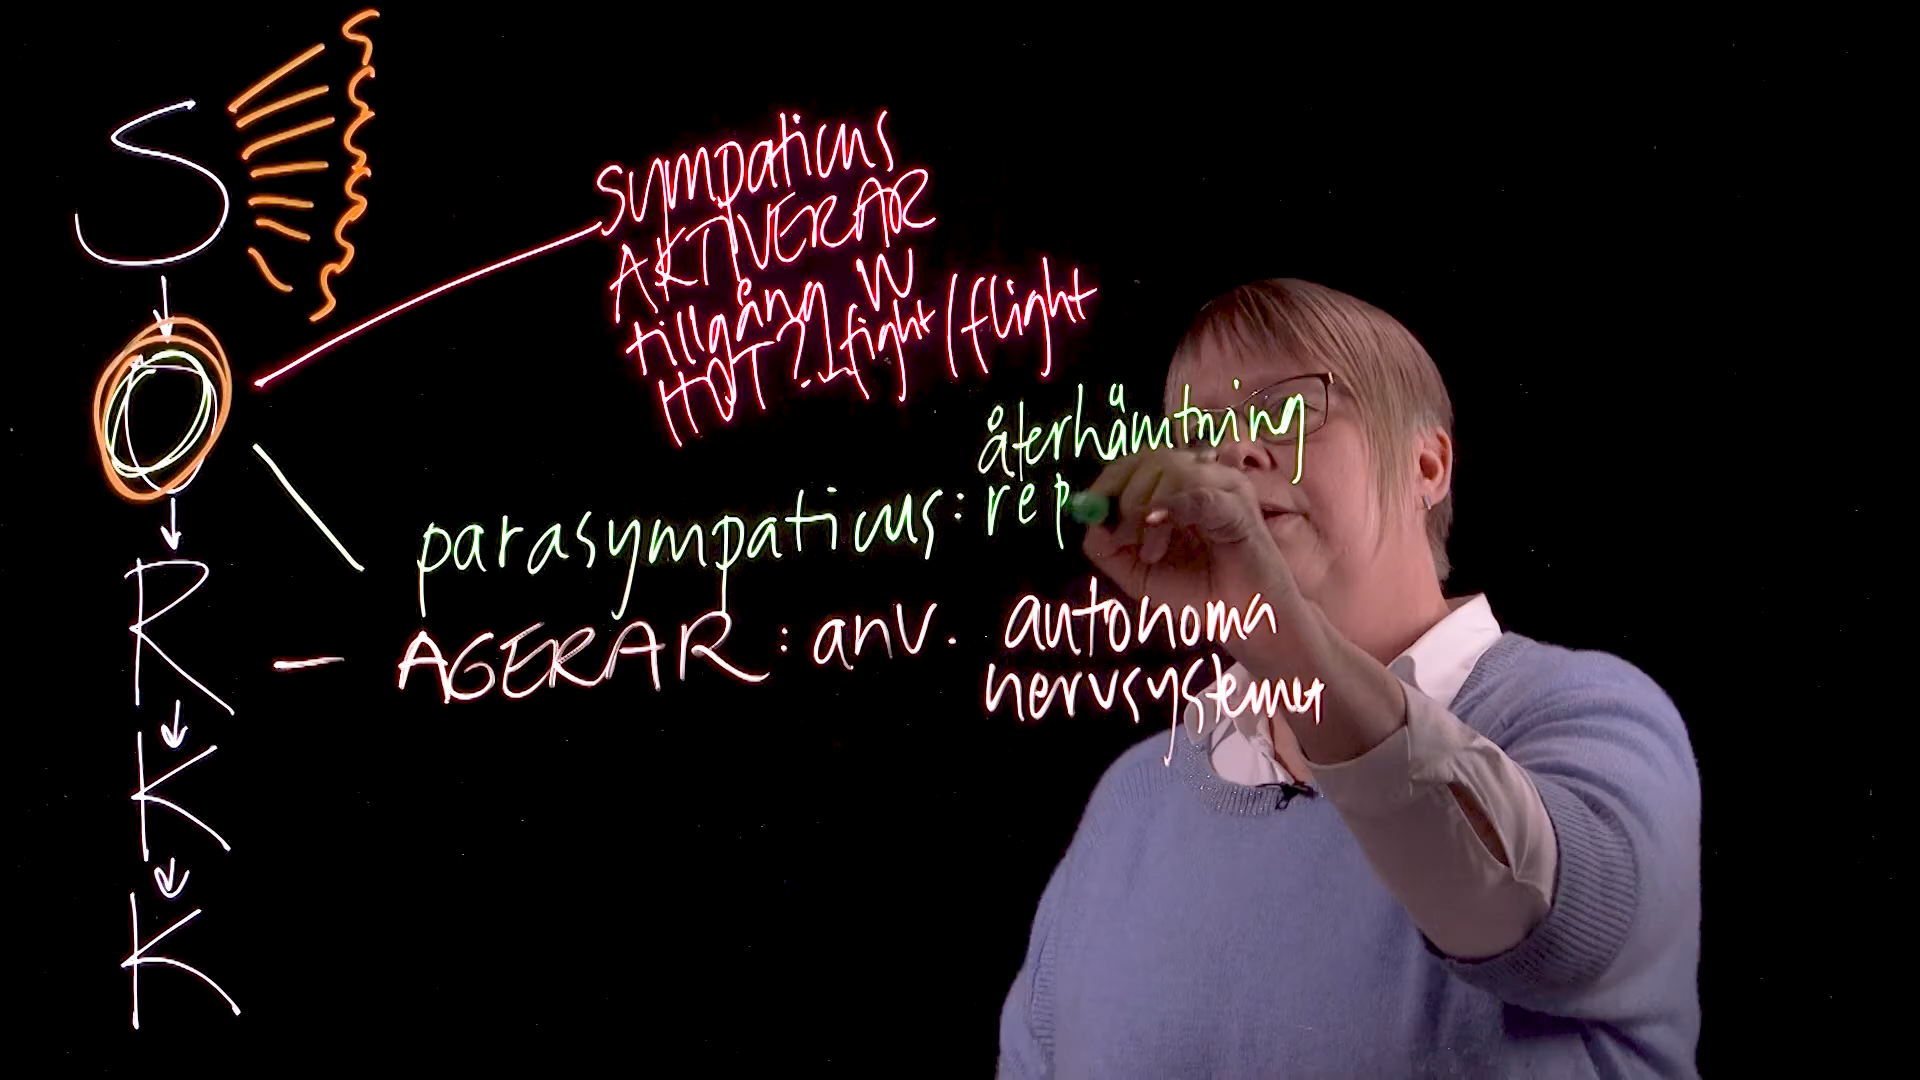 S
O
R
K
K
sympaticus
AKTIVERAR
tillgång N
HOT? fight/flight
återhämtning
parasympaticus: rep
AGERAR: anv. autonoma
nervsystemet